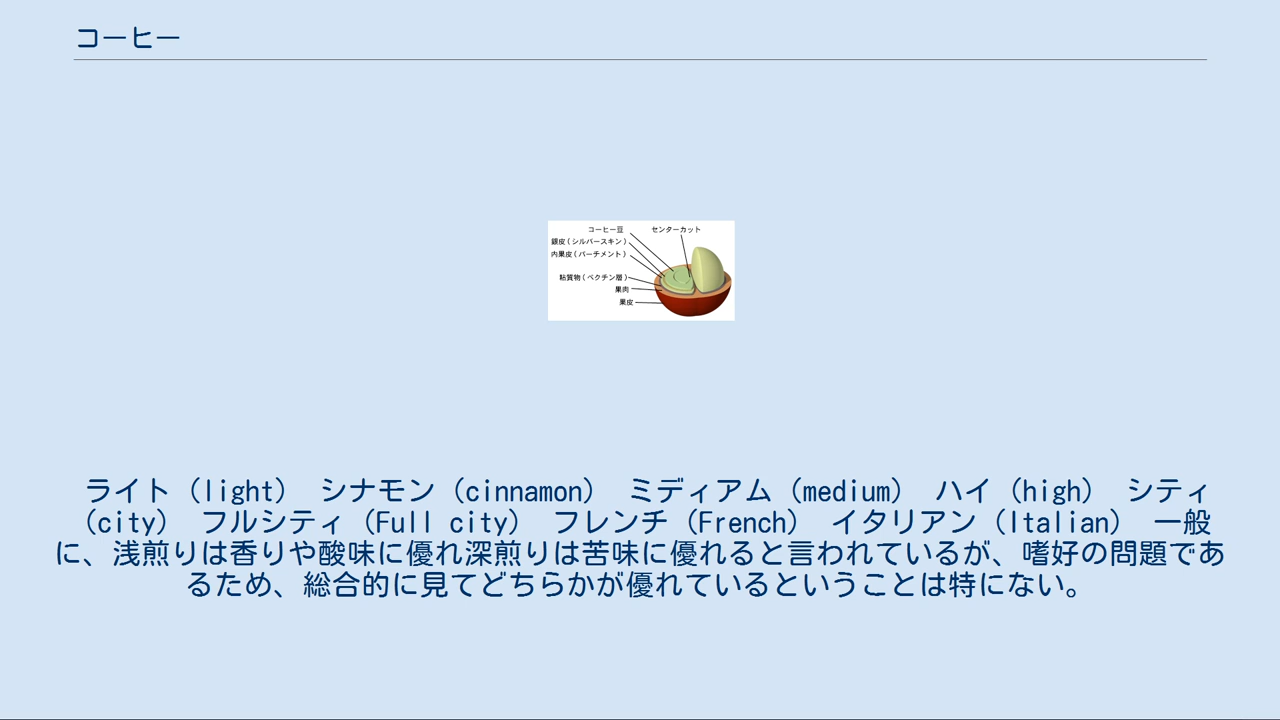 コーヒー
コーヒー豆
センターカット
銀皮(シルバースキン)
内果皮(パーチメント)
粘質物(ペクチン層)
果肉
果皮
ライト（light） シナモン（cinnamon） ミディアム（medium） ハイ（high） シティ
（city） フルシティ（Full city） フレンチ（French） イタリアン（Italian） 一般
に、浅煎りは香りや酸味に優れ深煎りは苦味に優れると言われているが、嗜好の問題であ
るため、総合的に見てどちらかが優れているということは特にない。